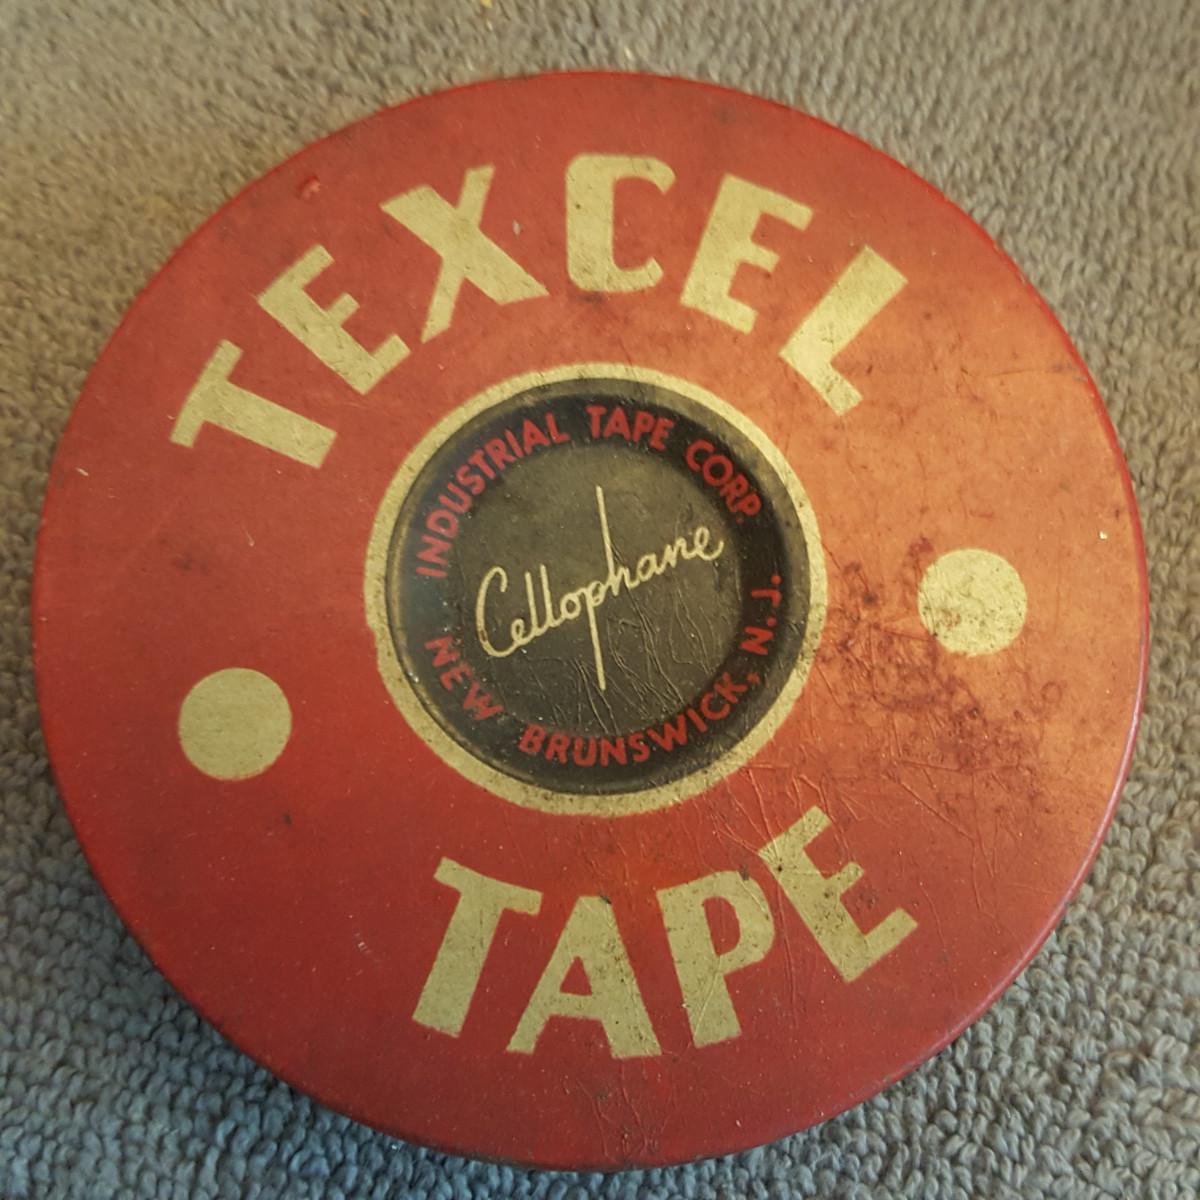 TEXCEL
INDUSTRIAL TAPE CORP.
Cellophane
NEW BRUNSWICK, N.J.
TAPE